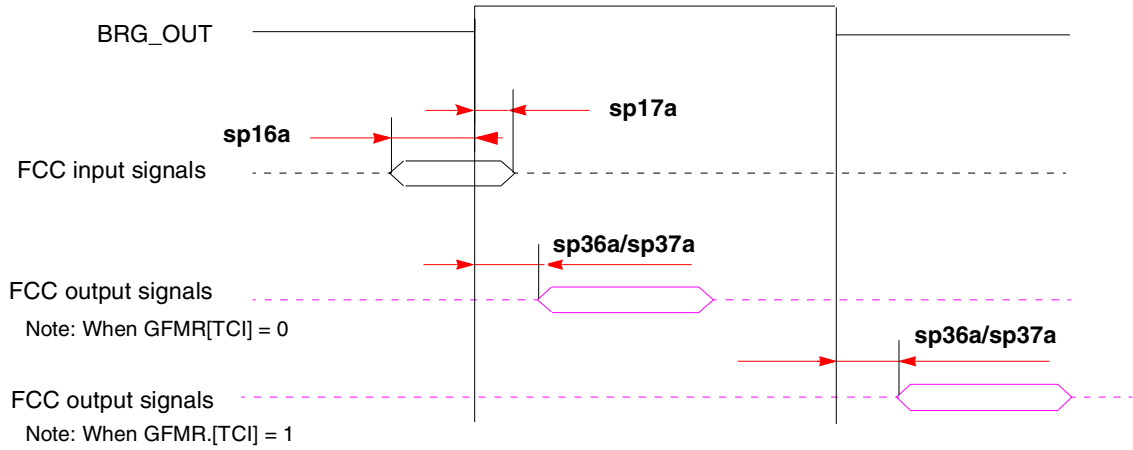 BRG_OUT
sp17a
sp16a
FCC input signals
sp36a/sp37a
FCC output signals
Note: When GFMR[TCI] = 0
sp36a/sp37a
FCC output signals
Note: When GFMR.[TCI] = 1